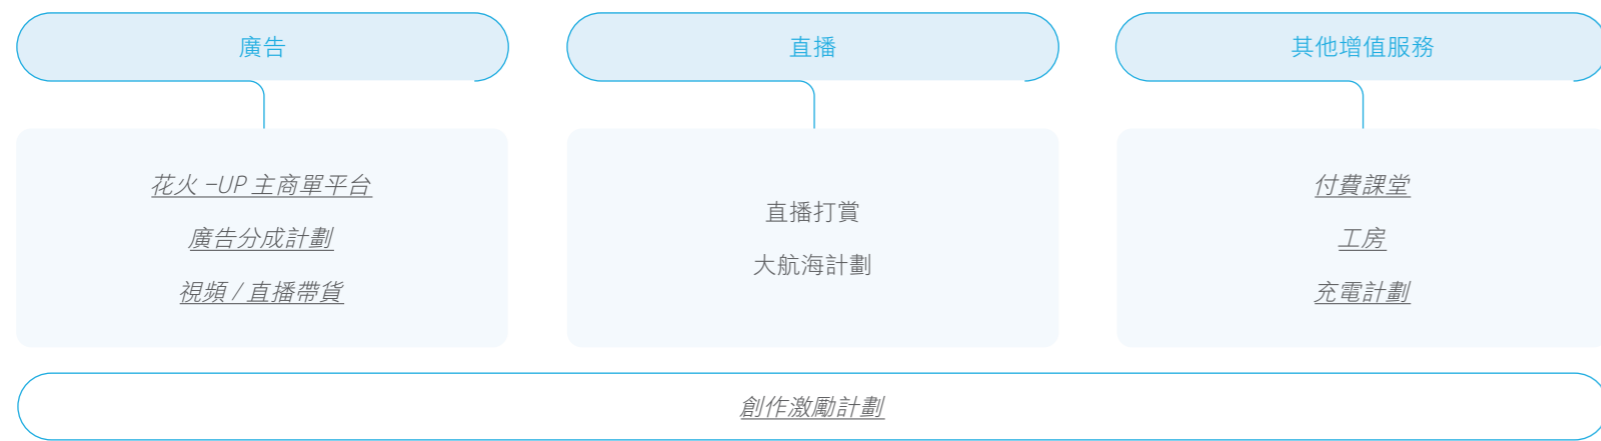 廣告
花火 –UP 主商單平台
廣告分成計劃
視頻 / 直播帶貨
直播
直播打賞
大航海計劃
其他增值服務
付費課堂
工房
充電計劃
創作激勵計劃